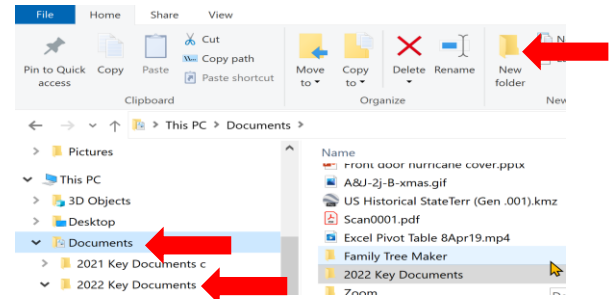 File Home Share View
Cut
Copy path
Paste shortcut
Pin to Quick access
Copy
Paste
Move to
Copy to
Delete
Rename
New folder
Clipboard
Organize
New
This PC > Documents >
Pictures
This PC
3D Objects
Desktop
Documents
2021 Key Documents c
2022 Key Documents
Name
Front door hurricane cover.pptx
A&J-2j-B-xmas.gif
US Historical StateTerr (Gen .001).kmz
Scan0001.pdf
Excel Pivot Table 8Apr19.mp4
Family Tree Maker
2022 Key Documents
Zoom